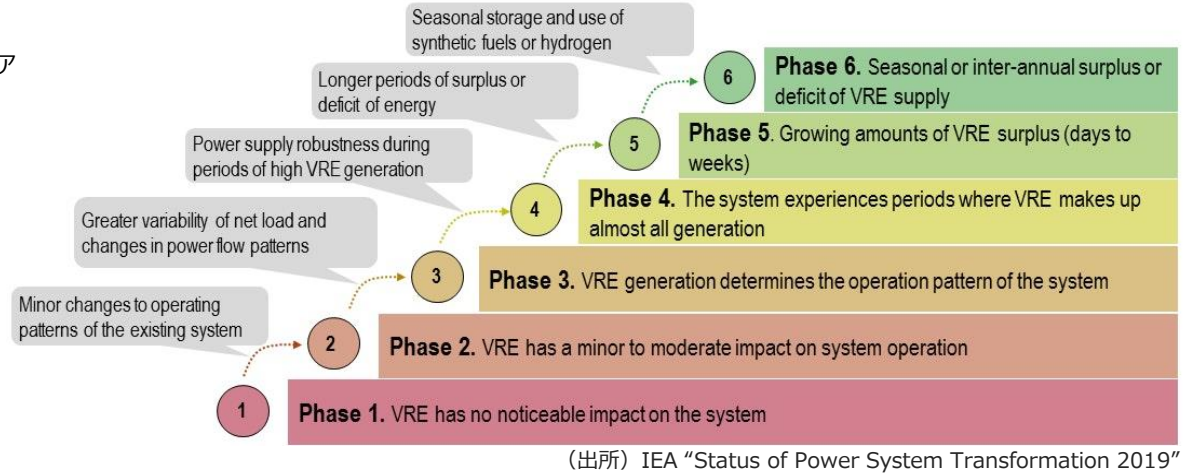 ア
Seasonal storage and use of
synthetic fuels or hydrogen
Longer periods of surplus or
deficit of energy
Power supply robustness during
periods of high VRE generation
Greater variability of net load and
changes in power flow patterns
Minor changes to operating
patterns of the existing system
6
Phase 6. Seasonal or inter-annual surplus or
deficit of VRE supply
5
Phase 5. Growing amounts of VRE surplus (days to
weeks)
4
Phase 4. The system experiences periods where VRE makes up
almost all generation
3
Phase 3. VRE generation determines the operation pattern of the system
2
Phase 2. VRE has a minor to moderate impact on system operation
1
Phase 1. VRE has no noticeable impact on the system
（出所）IEA “Status of Power System Transformation 2019”